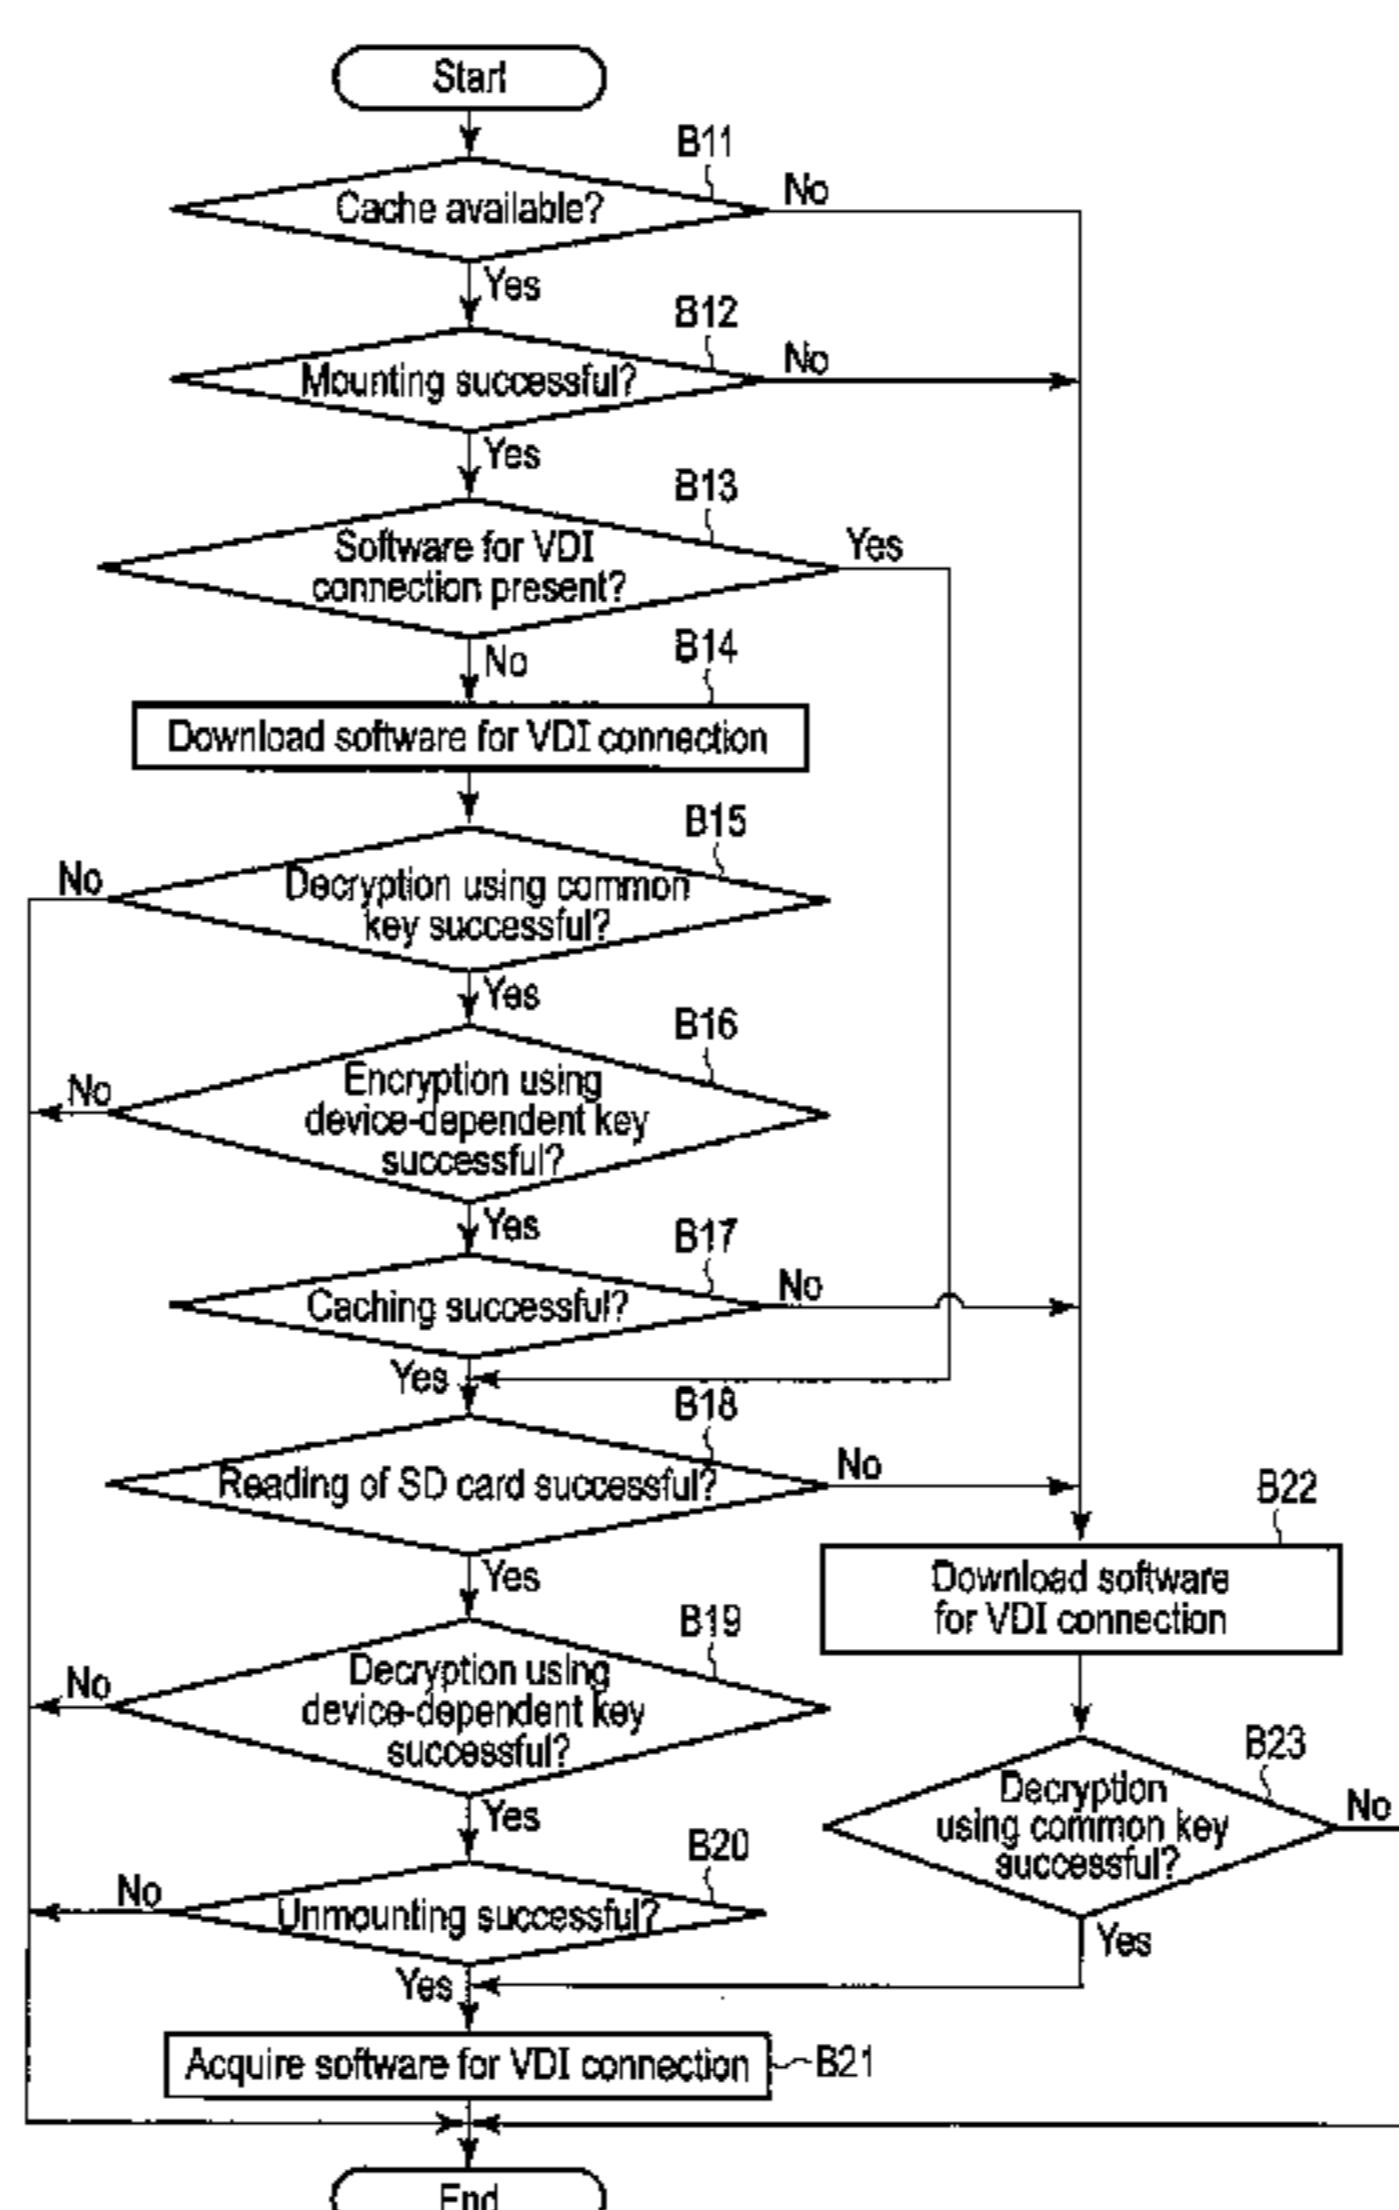 Start
B11
Cache available?
No
Yes
B12
Mounting successful?
No
Yes
B13
Software for VDI
connection present?
Yes
No
B14
Download software for VDI connection
B15
No
Decryption using common
key successful?
Yes
B16
No
Encryption using
device-dependent key
successful?
Yes
B17
Caching successful?
No
Yes
B18
Reading of SD card successful?
No
Yes
B22
Download software
for VDI connection
B19
No
Decryption using
device-dependent key
successful?
Yes
B23
Decryption
using common key
successful?
No
Yes
B20
No
Unmounting successful?
Yes
Acquire software for VDI connection
B21
End